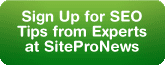 Sign Up for SEO
Tips from Experts
at SiteProNews